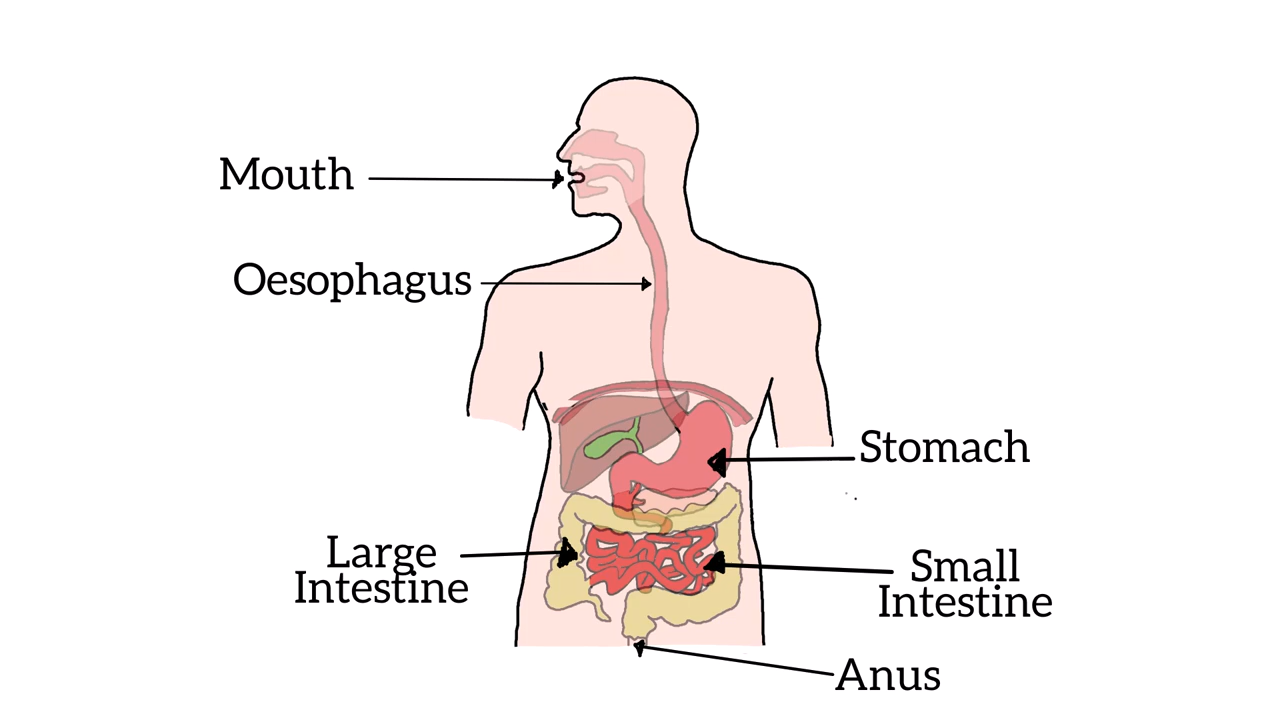 Mouth
Oesophagus
Stomach
Large
Intestine
Small
Intestine
Anus